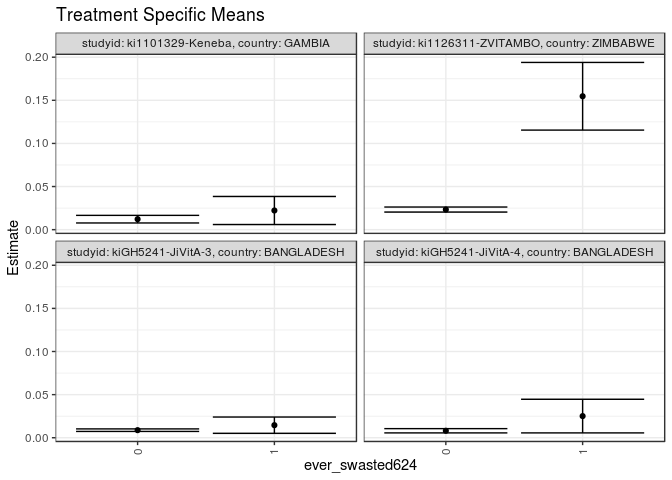 Treatment Specific Means
studyid: ki1101329-Keneba, country: GAMBIA
studyid: ki1126311-ZVITAMBO, country: ZIMBABWE
0.20
0.15
0.10
0.05
0.00
studyid: kiGH5241-JiVitA-3, country: BANGLADESH
studyid: kiGH5241-JiVitA-4, country: BANGLADESH
0.20
0.15
0.10
0.05
0.00
Estimate
0
1
0
1
ever_swasted624